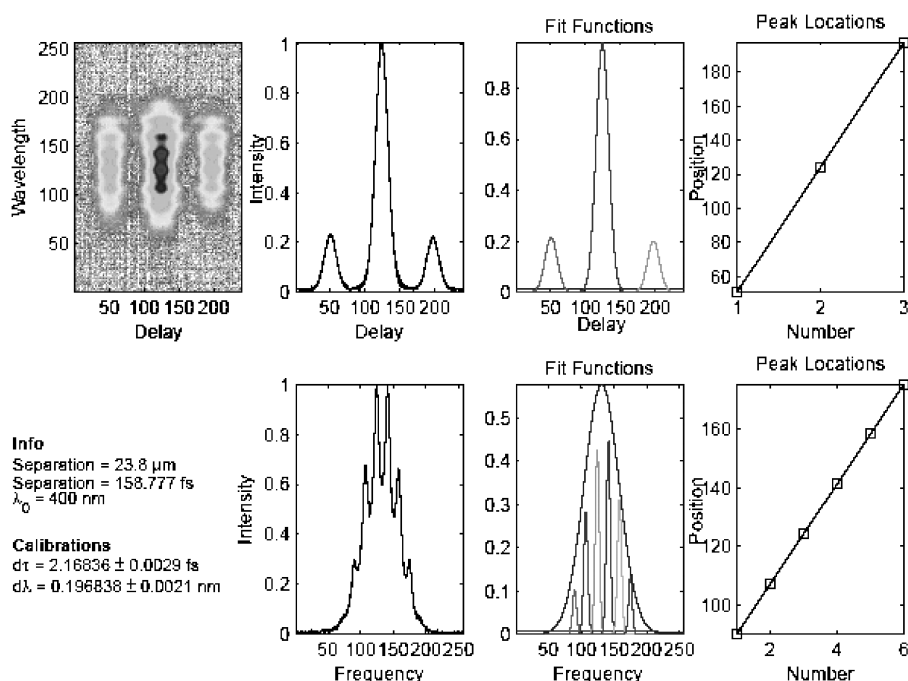 250
200
150
100
50
Wavelength
50 100 150 200
Delay
1
0.8
0.6
0.4
0.2
0
Intensity
50 100 150 200
Delay
Fit Functions
0.8
0.6
0.4
0.2
0
50 100 150 200
Delay
Peak Locations
180
160
140
120
100
80
60
Position
1 2 3
Number
Info
Separation = 23.8 μm
Separation = 158.777 fs
λ0 = 400 nm
Calibrations
dτ = 2.16836 ± 0.0029 fs
dλ = 0.196838 ± 0.0021 nm
1
0.8
0.6
0.4
0.2
0
Intensity
50 100 150 200 250
Frequency
Fit Functions
0.5
0.4
0.3
0.2
0.1
0
50 100 150 200 250
Frequency
Peak Locations
160
140
120
100
Position
2 4 6
Number